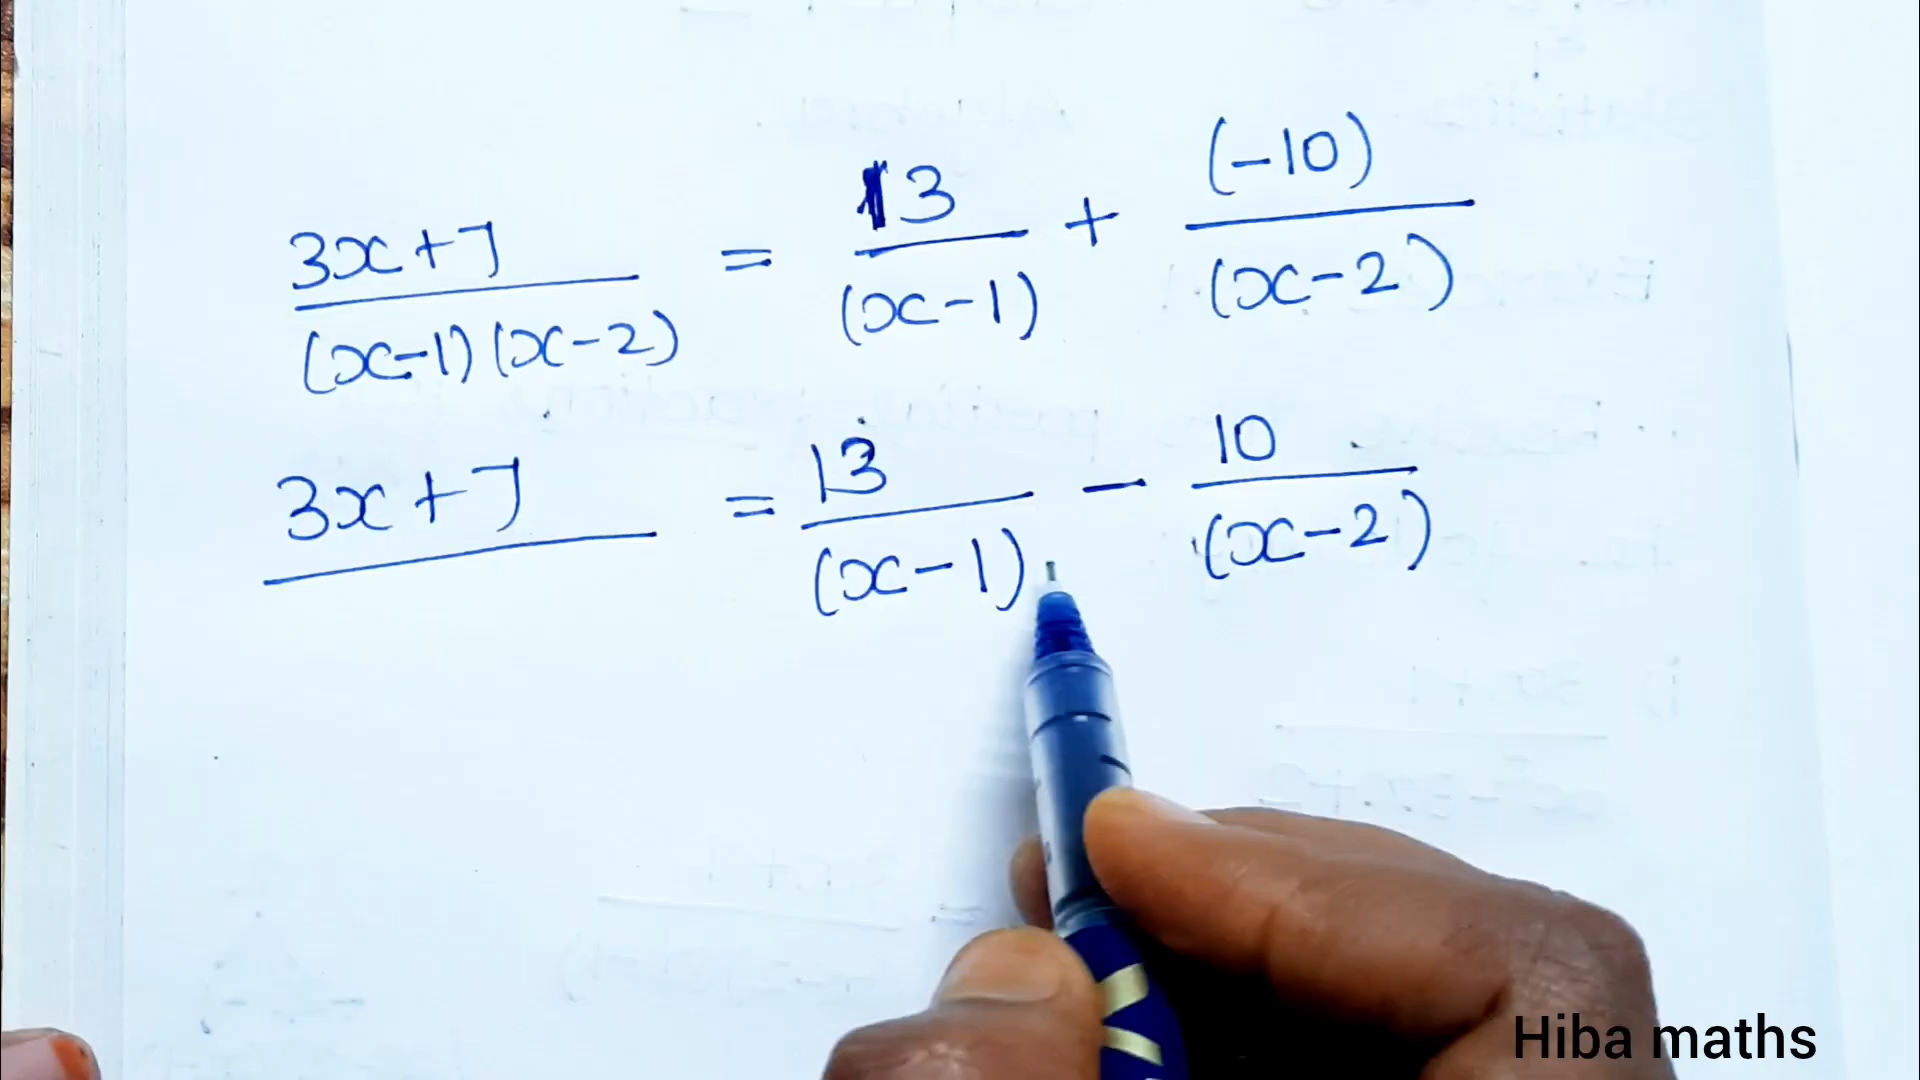 3x+7 / (x-1)(x-2) = 13 / (x-1) + (-10) / (x-2)
3x+7 / = 13 / (x-1) - 10 / (x-2)
Hiba maths